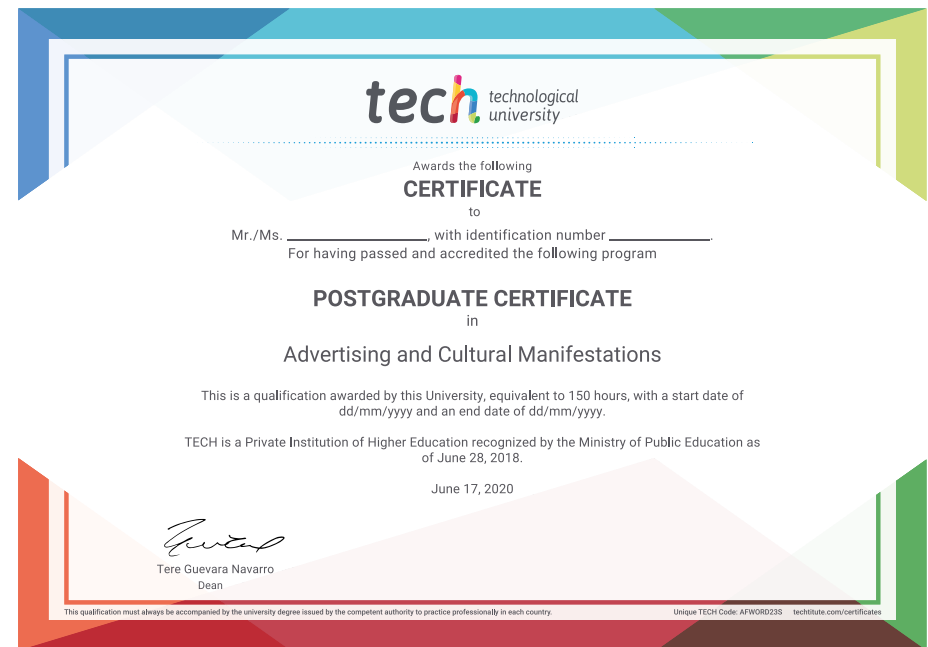 tech technological
university
Awards the following
CERTIFICATE
to
Mr./Ms. ____________________, with identification number ______________.
For having passed and accredited the following program
POSTGRADUATE CERTIFICATE
in
Advertising and Cultural Manifestations
This is a qualification awarded by this University, equivalent to 150 hours, with a start date of
dd/mm/yyyy and an end date of dd/mm/yyyy.
TECH is a Private Institution of Higher Education recognized by the Ministry of Public Education as
of June 28, 2018.
June 17, 2020
Tere Guevara Navarro
Dean
This qualification must always be accompanied by the university degree issued by the competent authority to practice professionally in each country.
Unique TECH Code: AFWORD23S techtitute.com/certificates